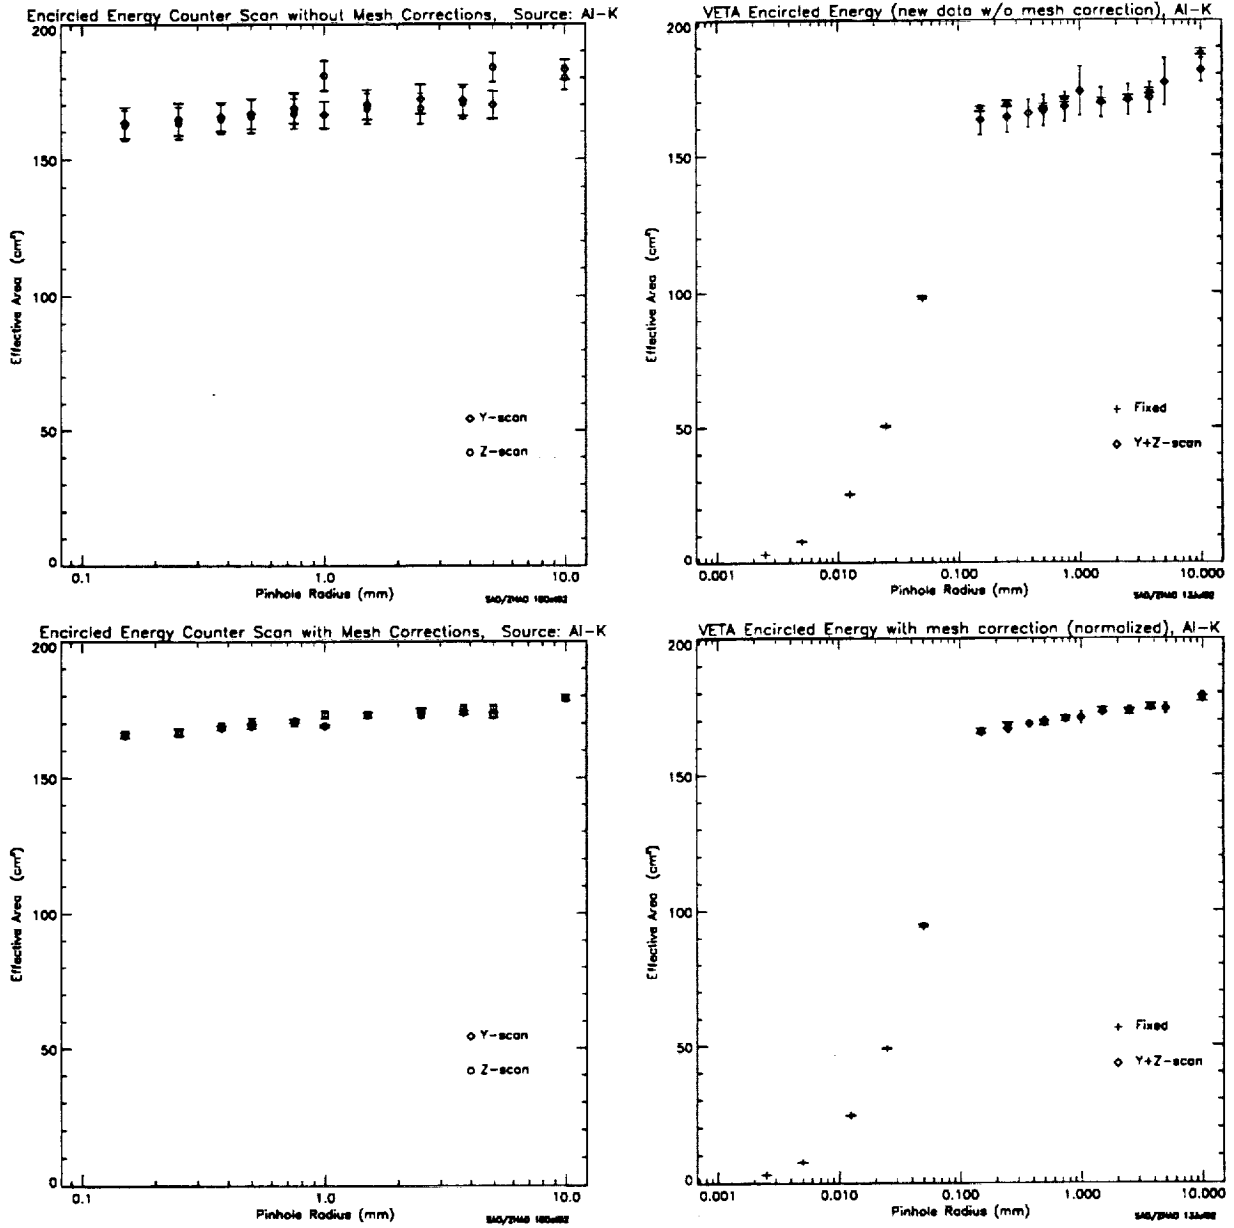 Encircled Energy Counter Scan without Mesh Corrections, Source: Al-K
200
150
100
50
0
Effective Area (cm²)
Y-scan
Z-scan
0.1 1.0 10.0
Pinhole Radius (mm)
VETA Encircled Energy (new data w/o mesh correction), Al-K
200
150
100
50
0
Effective Area (cm²)
Fixed
Y+Z-scan
0.001 0.010 0.100 1.000 10.000
Pinhole Radius (mm)
Encircled Energy Counter Scan with Mesh Corrections, Source: Al-K
200
150
100
50
0
Effective Area (cm²)
Y-scan
Z-scan
0.1 1.0 10.0
Pinhole Radius (mm)
VETA Encircled Energy with mesh correction (normalized), Al-K
200
150
100
50
0
Effective Area (cm²)
Fixed
Y+Z-scan
0.001 0.010 0.100 1.000 10.000
Pinhole Radius (mm)